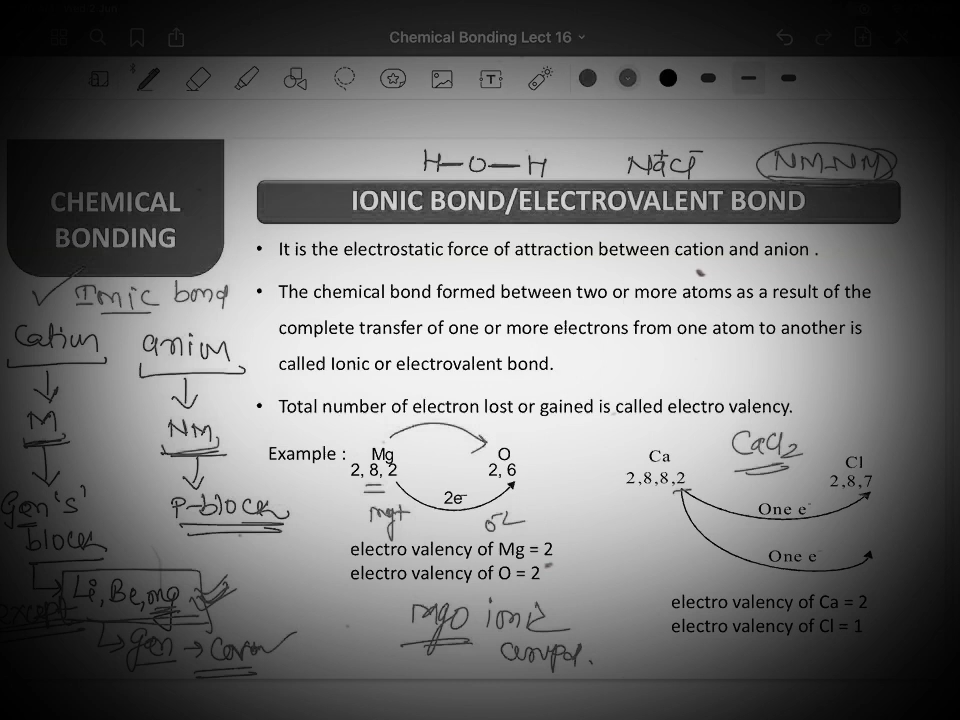 Chemical Bonding Lect 16
H-O-H
Na+Cl-
NM-NM
CHEMICAL
BONDING
IONIC BOND/ELECTROVALENT BOND
• It is the electrostatic force of attraction between cation and anion .
• The chemical bond formed between two or more atoms as a result of the
complete transfer of one or more electrons from one atom to another is
called Ionic or electrovalent bond.
• Total number of electron lost or gained is called electro valency.
✓ Ionic bond
Cation
anion
M
NM
Gen's'
block
P-block
except
Li, Be, mg
gen → Covan
Example :
Mg
2, 8, 2
O
2, 6
2e-
electro valency of Mg = 2
electro valency of O = 2
mgo ionic
CaCl2
Ca
2,8,8,2
Cl
2,8,7
One e-
One e
electro valency of Ca = 2
electro valency of Cl = 1